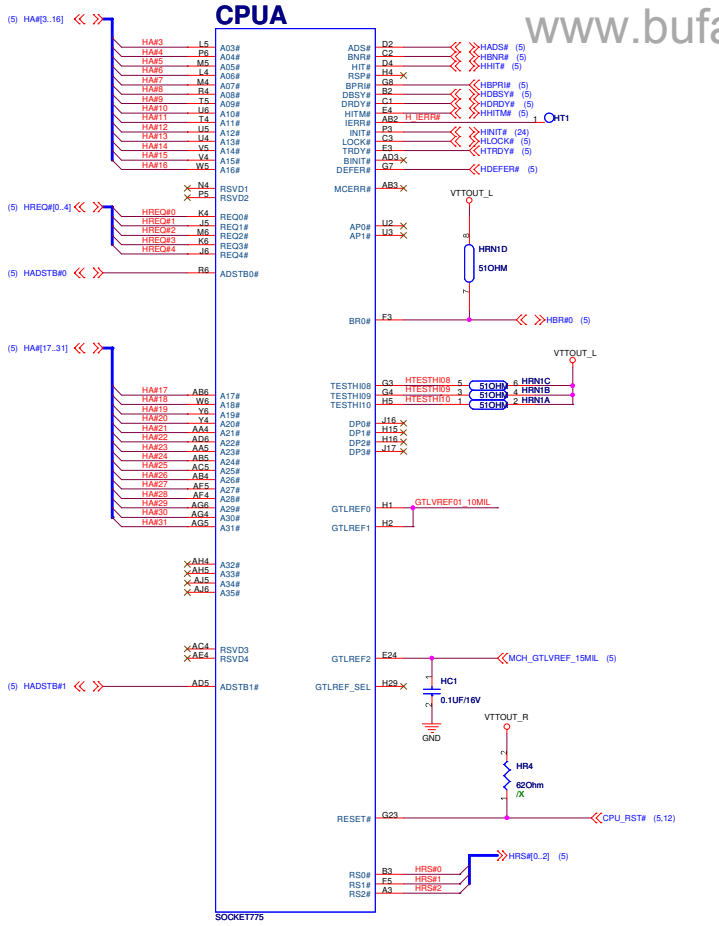 CPUA
www.bufa
(5) HA#[3..16]
HA#3 L5 A03#
HA#4 P6 A04#
HA#5 M5 A05#
HA#6 L4 A06#
HA#7 M4 A07#
HA#8 R4 A08#
HA#9 T5 A09#
HA#10 U6 A10#
HA#11 T4 A11#
HA#12 U5 A12#
HA#13 U4 A13#
HA#14 V5 A14#
HA#15 V4 A15#
HA#16 W5 A16#
N4 RSVD1
P5 RSVD2
(5) HREQ#[0..4]
HREQ#0 K4 REQ0#
HREQ#1 J5 REQ1#
HREQ#2 M6 REQ2#
HREQ#3 K6 REQ3#
HREQ#4 J6 REQ4#
(5) HADSTB#0 R6 ADSTB0#
(5) HA#[17..31]
HA#17 AB6 A17#
HA#18 W6 A18#
HA#19 Y6 A19#
HA#20 Y4 A20#
HA#21 AA4 A21#
HA#22 AD6 A22#
HA#23 AA5 A23#
HA#24 AB5 A24#
HA#25 AC5 A25#
HA#26 AB4 A26#
HA#27 AF5 A27#
HA#28 AF4 A28#
HA#29 AG6 A29#
HA#30 AG4 A30#
HA#31 AG5 A31#
AH4 A32#
AH5 A33#
AJ5 A34#
AJ6 A35#
AC4 RSVD3
AE4 RSVD4
(5) HADSTB#1 AD5 ADSTB1#
SOCKET775
ADS# D2 HADS# (5)
BNR# C2 HBNR# (5)
HIT# D4 HHIT# (5)
RSP# H4
BPRI# G8 HBPRI# (5)
DBSY# B2 HDBSY# (5)
DRDY# C1 HDRDY# (5)
HITM# E4 HHITM# (5)
IERR# AB2 H_IERR# 1 HT1
INIT# P3 HINIT# (24)
LOCK# C3 HLOCK# (5)
TRDY# E3 HTRDY# (5)
BINIT# AD3
DEFER# G7 HDEFER# (5)
MCERR# AB3
VTTOUT_L
AP0# U2
AP1# U3
8
HRN1D
51OHM
7
BR0# F3 HBR#0 (5)
VTTOUT_L
TESTHI08 G3 HTESTHI08 5 51OHM 6 HRN1C
TESTHI09 G4 HTESTHI09 3 51OHM 4 HRN1B
TESTHI10 H5 HTESTHI10 1 51OHM 2 HRN1A
DP0# J16
DP1# H15
DP2# H16
DP3# J17
GTLREF0 H1 GTLVREF01_10MIL
GTLREF1 H2
GTLREF2 E24 MCH_GTLVREF_15MIL (5)
GTLREF_SEL H29
1
HC1
0.1UF/16V
2
GND
VTTOUT_R
2
HR4
62Ohm
/X
1
RESET# G23 CPU_RST# (5,12)
HRS#[0..2] (5)
RS0# B3 HRS#0
RS1# F5 HRS#1
RS2# A3 HRS#2